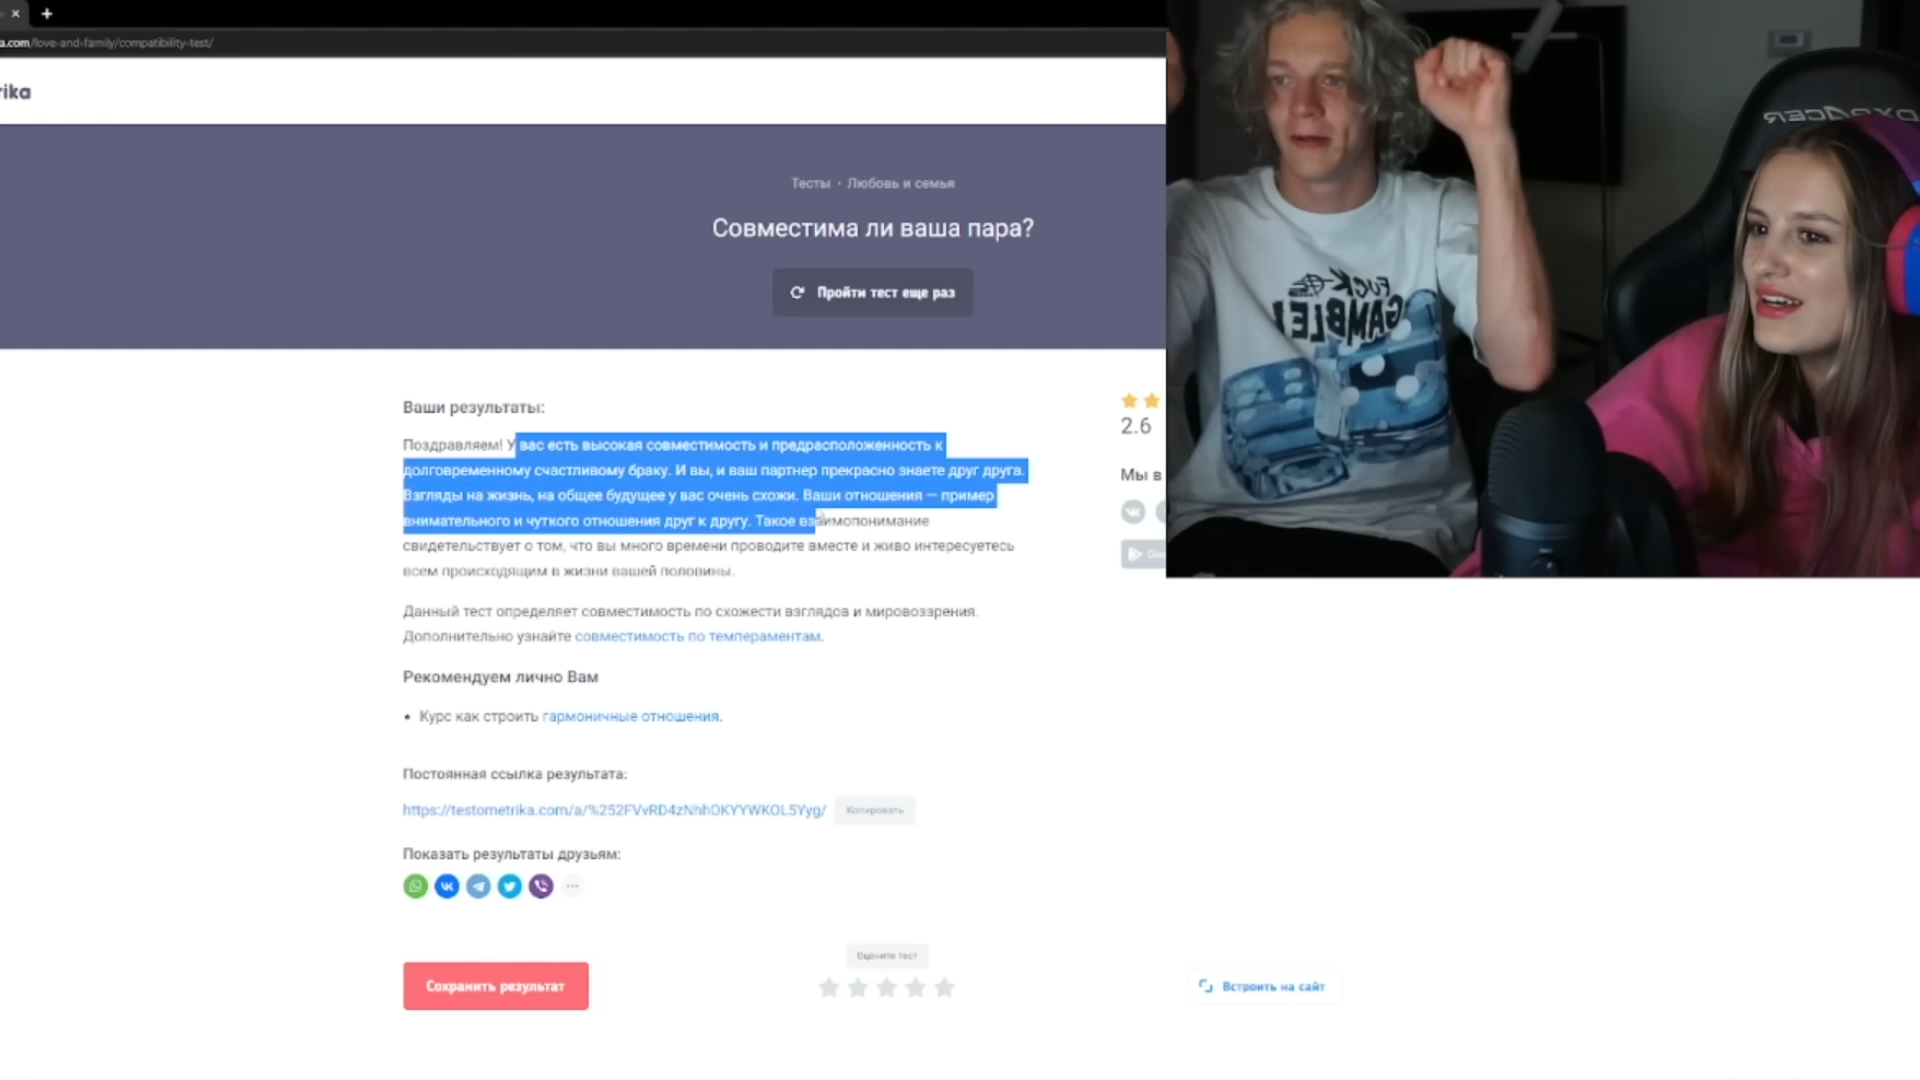 a.com/love-and-family/compatibility-test/
rika
Тесты • Любовь и семья
Совместима ли ваша пара?
Пройти тест еще раз
Ваши результаты:
Поздравляем! У вас есть высокая совместимость и предрасположенность к
долговременному счастливому браку. И вы, и ваш партнер прекрасно знаете друг друга.
Взгляды на жизнь, на общее будущее у вас очень схожи. Ваши отношения — пример
внимательного и чуткого отношения друг к другу. Такое взаимопонимание
свидетельствует о том, что вы много времени проводите вместе и живо интересуетесь
всем происходящим в жизни вашей половины.
Данный тест определяет совместимость по схожести взглядов и мировоззрения.
Дополнительно узнайте совместимость по темпераментам.
Рекомендуем лично Вам
• Курс как строить гармоничные отношения.
Постоянная ссылка результата:
https://testometrika.com/a/%252FVvRD4zNhhOKYYWKOL5Yyg/
Копировать
Показать результаты друзьям:
Оцените тест
Сохранить результат
Встроить на сайт
2.6
Мы в
Goo
DXRACER
FUCK
GAMBLE!